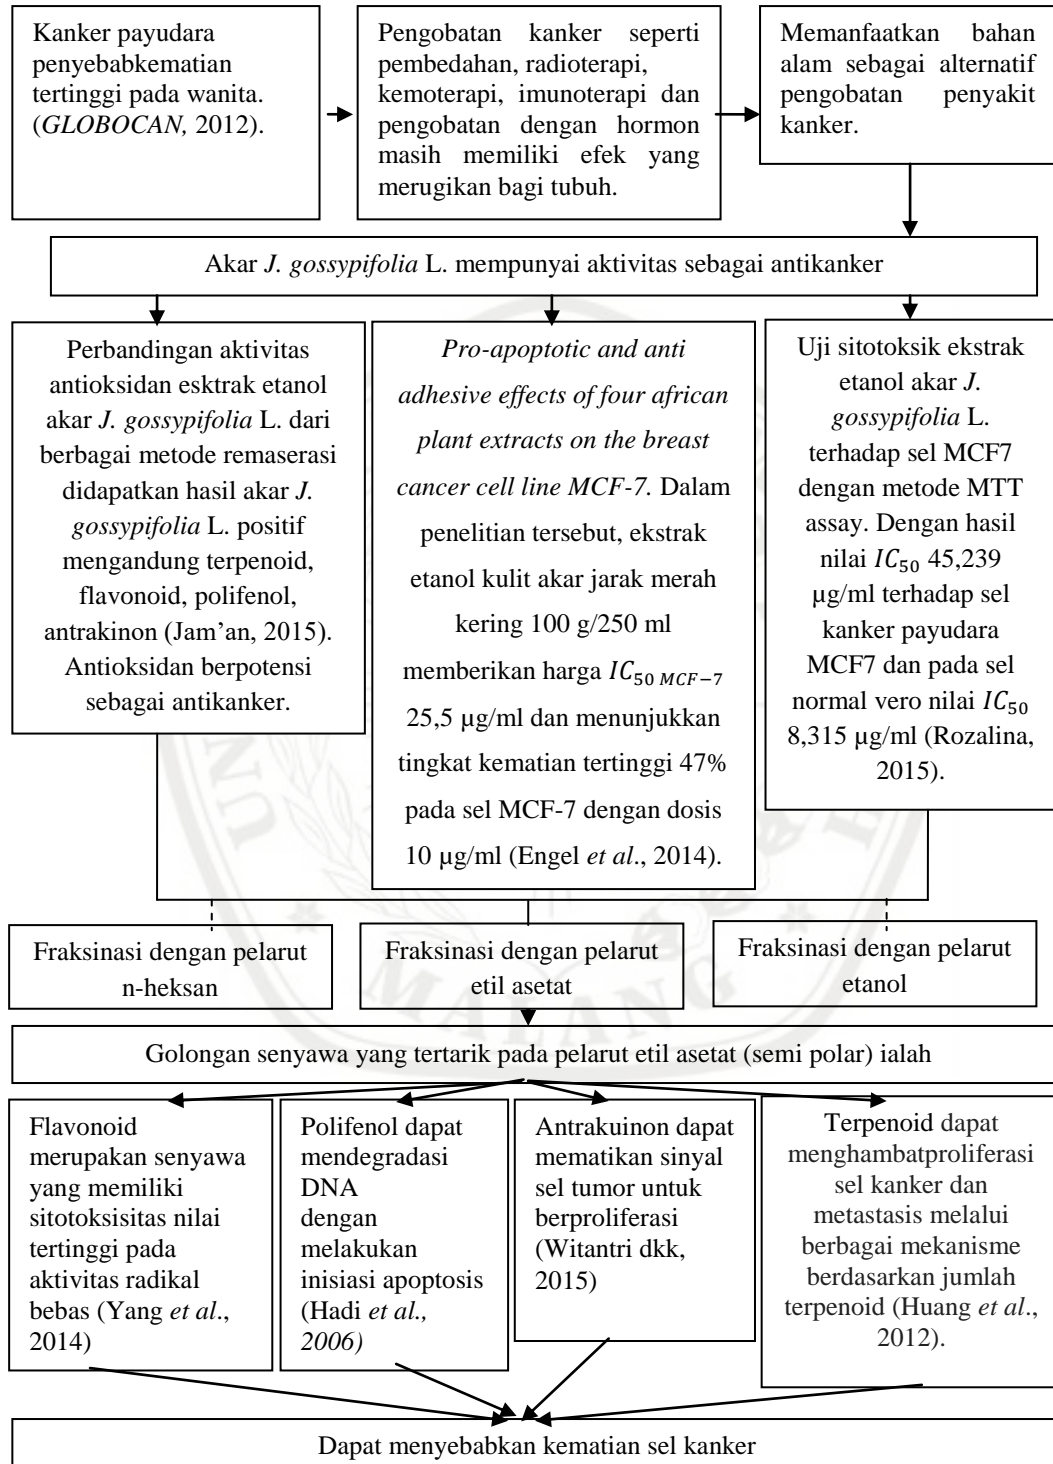 Kanker payudara
penyebabkematian
tertinggi pada wanita.
(GLOBOCAN, 2012).
Pengobatan kanker seperti
pembedahan, radioterapi,
kemoterapi, imunoterapi dan
pengobatan dengan hormon
masih memiliki efek yang
merugikan bagi tubuh.
Memanfaatkan bahan
alam sebagai alternatif
pengobatan penyakit
kanker.
Akar J. gossypifolia L. mempunyai aktivitas sebagai antikanker
Perbandingan aktivitas
antioksidan esktrak etanol
akar J. gossypifolia L. dari
berbagai metode remaserasi
didapatkan hasil akar J.
gossypifolia L. positif
mengandung terpenoid,
flavonoid, polifenol,
antrakinon (Jam’an, 2015).
Antioksidan berpotensi
sebagai antikanker.
Pro-apoptotic and anti
adhesive effects of four african
plant extracts on the breast
cancer cell line MCF-7. Dalam
penelitian tersebut, ekstrak
etanol kulit akar jarak merah
kering 100 g/250 ml
memberikan harga IC50 MCF−7
25,5 µg/ml dan menunjukkan
tingkat kematian tertinggi 47%
pada sel MCF-7 dengan dosis
10 µg/ml (Engel et al., 2014).
Uji sitotoksik ekstrak
etanol akar J.
gossypifolia L.
terhadap sel MCF7
dengan metode MTT
assay. Dengan hasil
nilai IC50 45,239
µg/ml terhadap sel
kanker payudara
MCF7 dan pada sel
normal vero nilai IC50
8,315 µg/ml (Rozalina,
2015).
Fraksinasi dengan pelarut
n-heksan
Fraksinasi dengan pelarut
etil asetat
Fraksinasi dengan pelarut
etanol
MALANG
Golongan senyawa yang tertarik pada pelarut etil asetat (semi polar) ialah
Flavonoid
merupakan senyawa
yang memiliki
sitotoksisitas nilai
tertinggi pada
aktivitas radikal
bebas (Yang et al.,
2014)
Polifenol dapat
mendegradasi
DNA
dengan
melakukan
inisiasi apoptosis
(Hadi et al.,
2006)
Antrakuinon dapat
mematikan sinyal
sel tumor untuk
berproliferasi
(Witantri dkk,
2015)
Terpenoid dapat
menghambatproliferasi
sel kanker dan
metastasis melalui
berbagai mekanisme
berdasarkan jumlah
terpenoid (Huang et al.,
2012).
Dapat menyebabkan kematian sel kanker